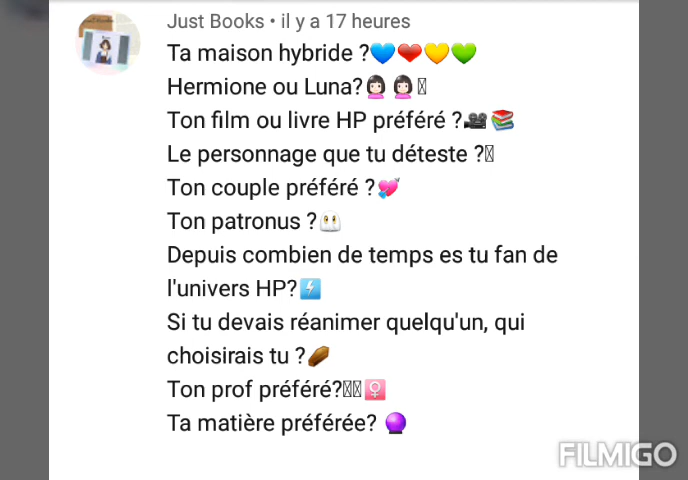 Just Books • il y a 17 heures
Ta maison hybride ?💙❤️💛💚
Hermione ou Luna?👧🏻👧🏻
Ton film ou livre HP préféré ?🎥📚
Le personnage que tu déteste ?
Ton couple préféré ?💘
Ton patronus ?👀
Depuis combien de temps es tu fan de
l'univers HP?⚡
Si tu devais réanimer quelqu'un, qui
choisirais tu ?⚰️
Ton prof préféré?♀️
Ta matière préférée? 🔮
FILMIGO